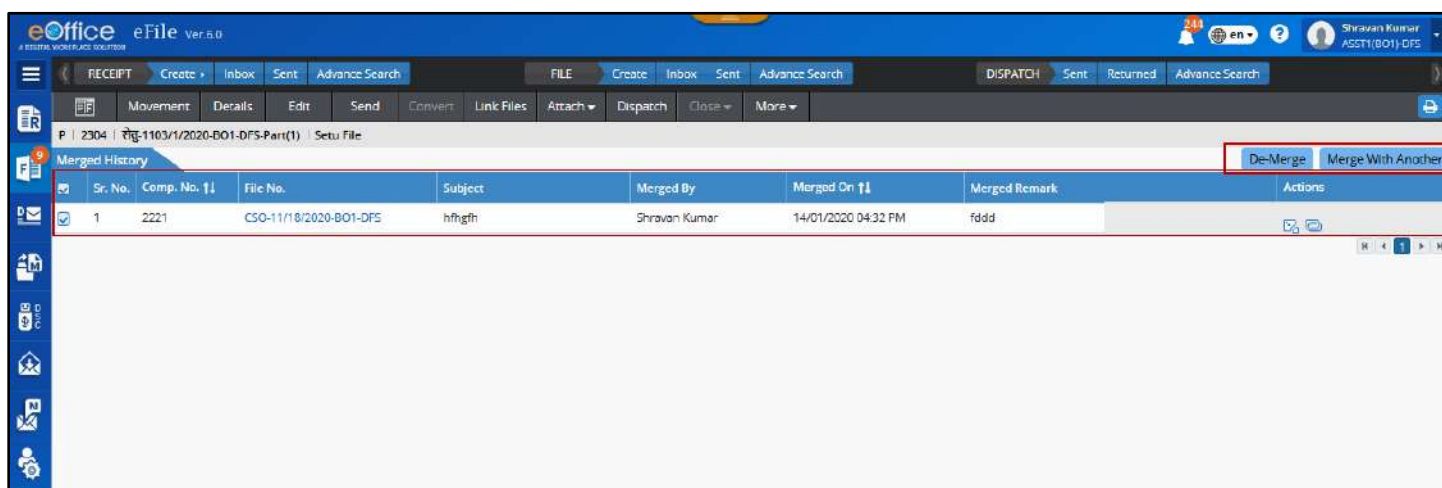 eOffice eFile Ver.6.0 244 en ? Shravan Kumar
A DIGITAL WORKPLACE SOLUTION ASST1(BO1)-DFS
RECEIPT Create Inbox Sent Advance Search FILE Create Inbox Sent Advance Search DISPATCH Sent Returned Advance Search
Movement Details Edit Send Convert Link Files Attach Dispatch Close More
P | 2304 | सेतु-1103/1/2020-BO1-DFS-Part(1) | Setu File
Merged History De-Merge Merge With Another
Sr. No. Comp. No. File No. Subject Merged By Merged On Merged Remark Actions
1 2221 CSO-11/18/2020-BO1-DFS hfhgfh Shravan Kumar 14/01/2020 04:32 PM fddd
1
R
F 9
D
M
DSC
N